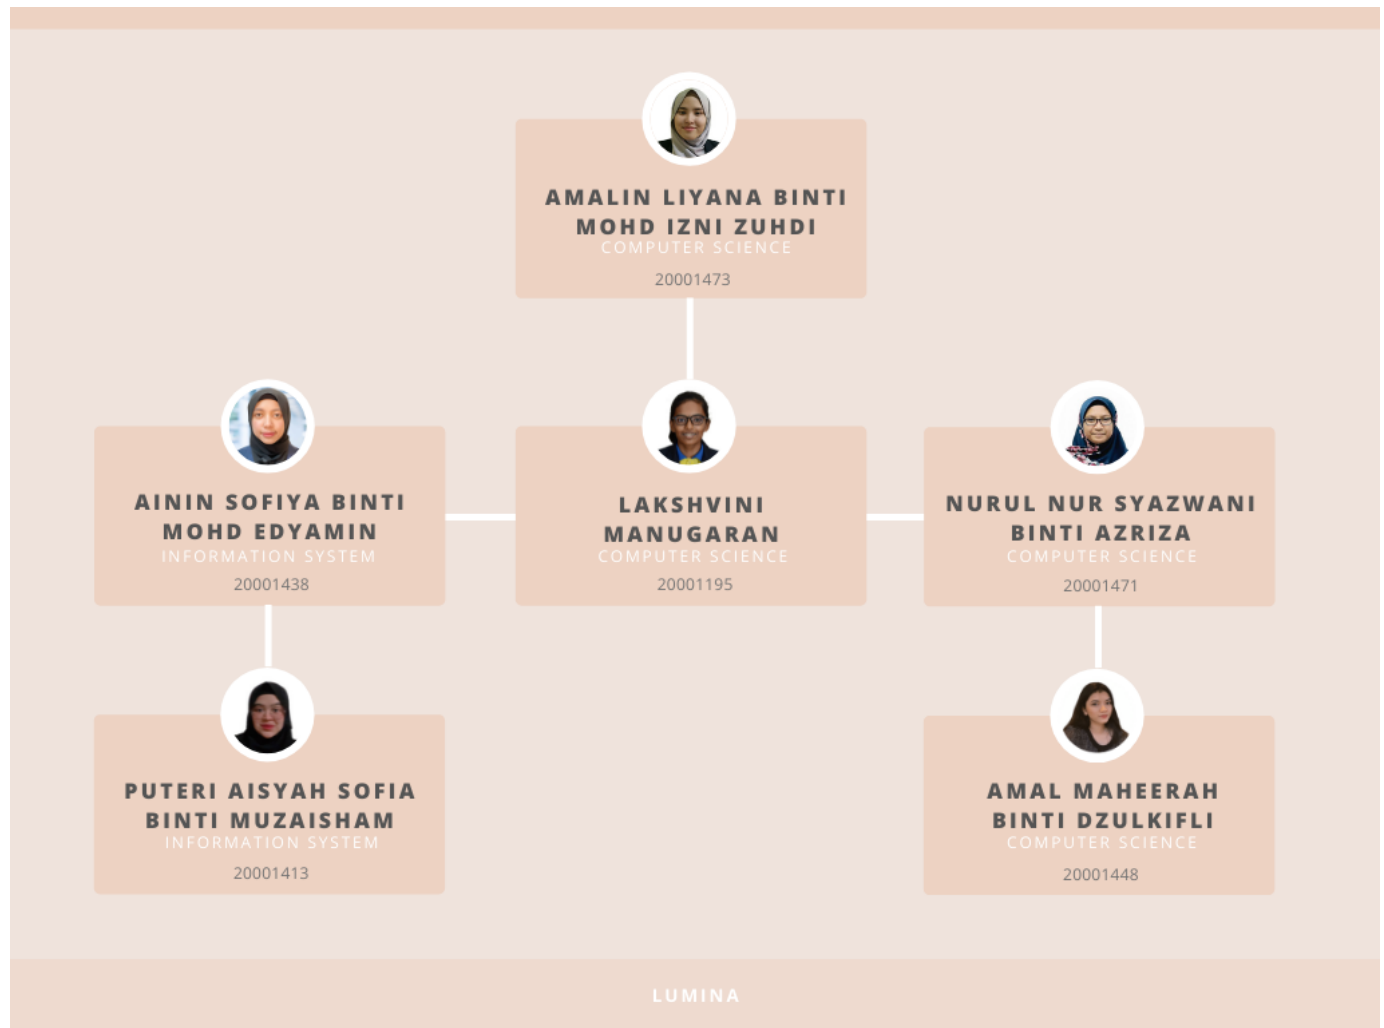 AMALIN LIYANA BINTI
MOHD IZNI ZUHDI
COMPUTER SCIENCE
20001473
AININ SOFIYA BINTI
MOHD EDYAMIN
INFORMATION SYSTEM
20001438
LAKSHVINI
MANUGARAN
COMPUTER SCIENCE
20001195
NURUL NUR SYAZWANI
BINTI AZRIZA
COMPUTER SCIENCE
20001471
PUTERI AISYAH SOFIA
BINTI MUZAISHAM
INFORMATION SYSTEM
20001413
AMAL MAHEERAH
BINTI DZULKIFLI
COMPUTER SCIENCE
20001448
LUMINA